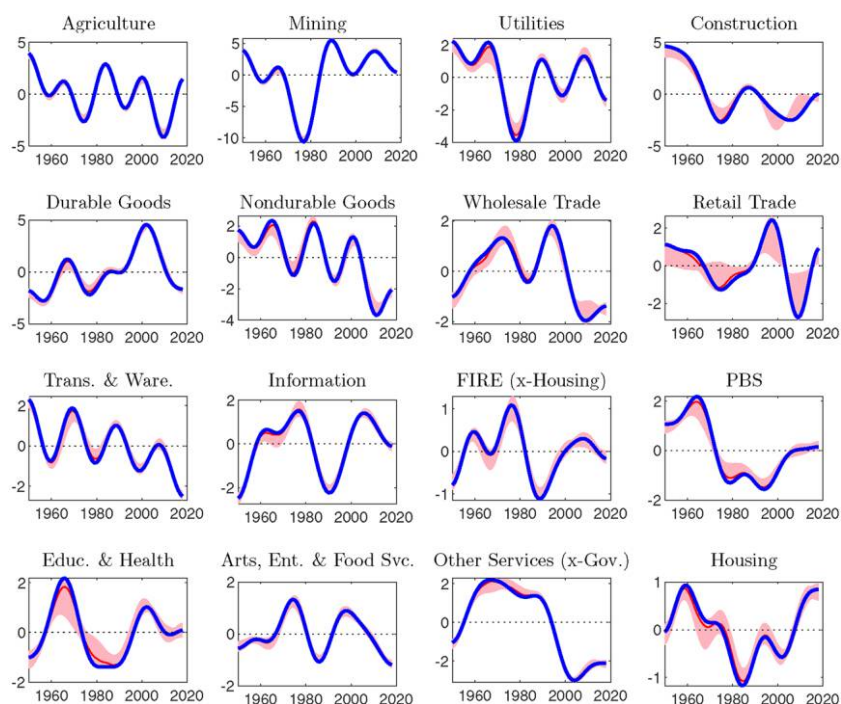 Agriculture
5
0
-5
1960 1980 2000 2020
Mining
5
0
-5
-10
1960 1980 2000 2020
Utilities
2
0
-2
-4
1960 1980 2000 2020
Construction
5
0
-5
1960 1980 2000 2020
Durable Goods
5
0
-5
1960 1980 2000 2020
Nondurable Goods
2
0
-2
-4
1960 1980 2000 2020
Wholesale Trade
2
0
-2
1960 1980 2000 2020
Retail Trade
2
0
-2
1960 1980 2000 2020
Trans. & Ware.
2
0
-2
1960 1980 2000 2020
Information
2
0
-2
1960 1980 2000 2020
FIRE (x-Housing)
1
0
-1
1960 1980 2000 2020
PBS
2
0
-2
1960 1980 2000 2020
Educ. & Health
2
0
-2
1960 1980 2000 2020
Arts, Ent. & Food Svc.
2
0
-2
1960 1980 2000 2020
Other Services (x-Gov.)
2
0
-2
1960 1980 2000 2020
Housing
1
0
-1
1960 1980 2000 2020